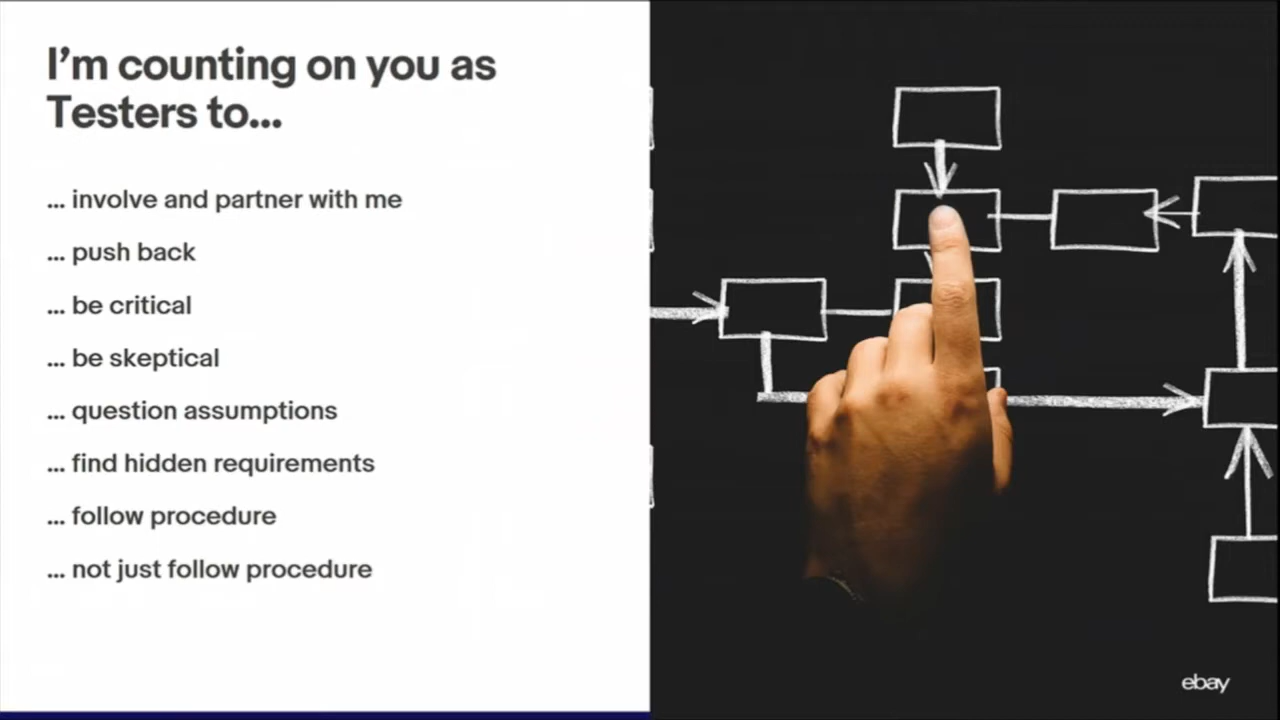 I’m counting on you as
Testers to...
... involve and partner with me
... push back
... be critical
... be skeptical
... question assumptions
... find hidden requirements
... follow procedure
... not just follow procedure
ebay